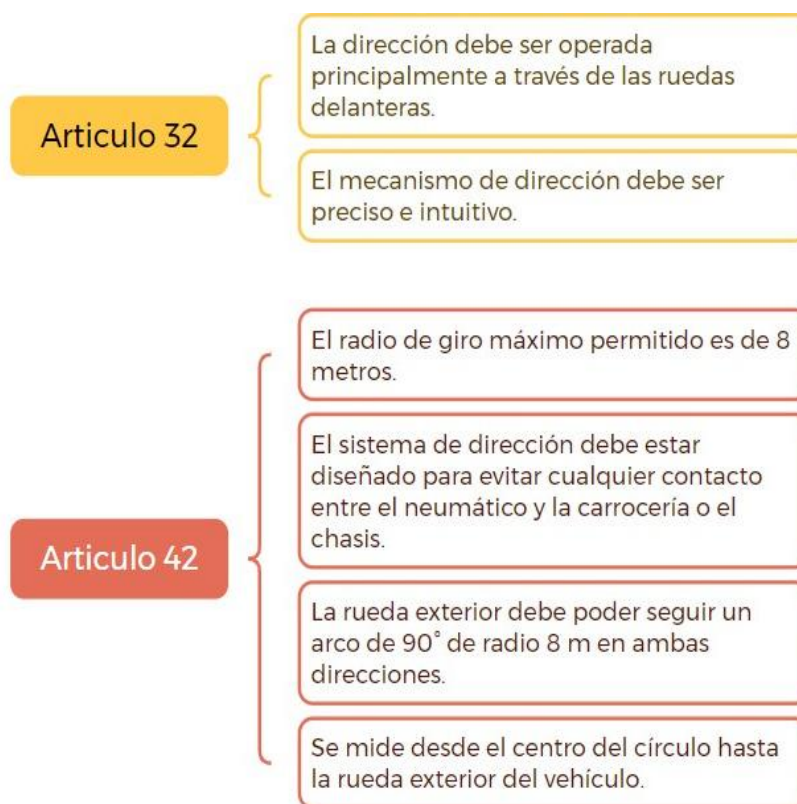 Articulo 32
La dirección debe ser operada
principalmente a través de las ruedas
delanteras.
El mecanismo de dirección debe ser
preciso e intuitivo.
Articulo 42
El radio de giro máximo permitido es de 8
metros.
El sistema de dirección debe estar
diseñado para evitar cualquier contacto
entre el neumático y la carrocería o el
chasis.
La rueda exterior debe poder seguir un
arco de 90° de radio 8 m en ambas
direcciones.
Se mide desde el centro del círculo hasta
la rueda exterior del vehículo.